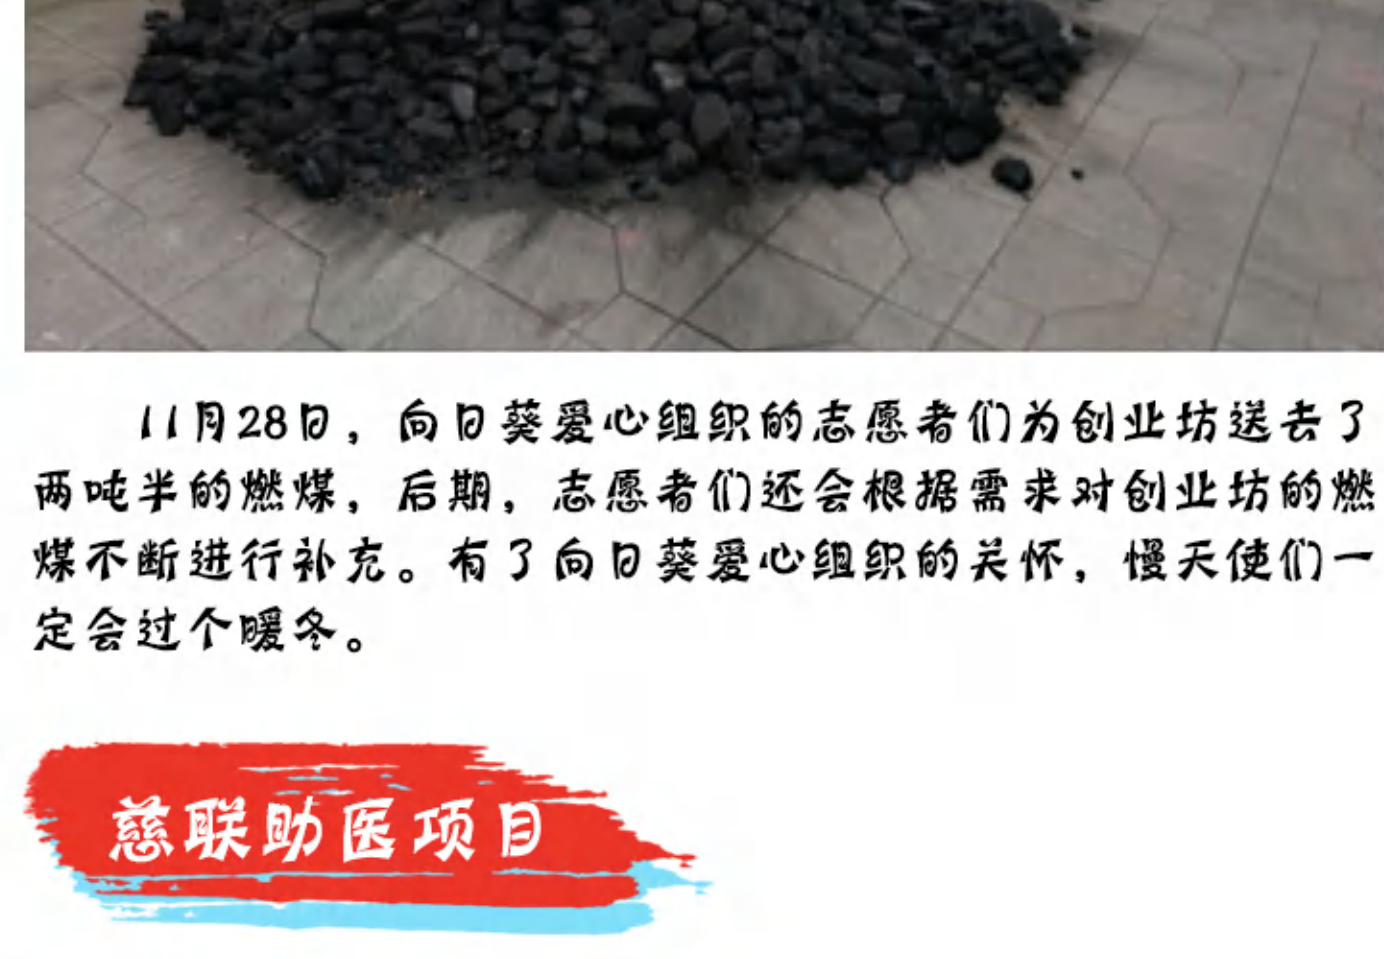 11月28日，向日葵爱心组织的志愿者们为创业坊送去了
两吨半的燃煤，后期，志愿者们还会根据需求对创业坊的燃
煤不断进行补充。有了向日葵爱心组织的关怀，慢天使们一
定会过个暖冬。
慈联助医项目